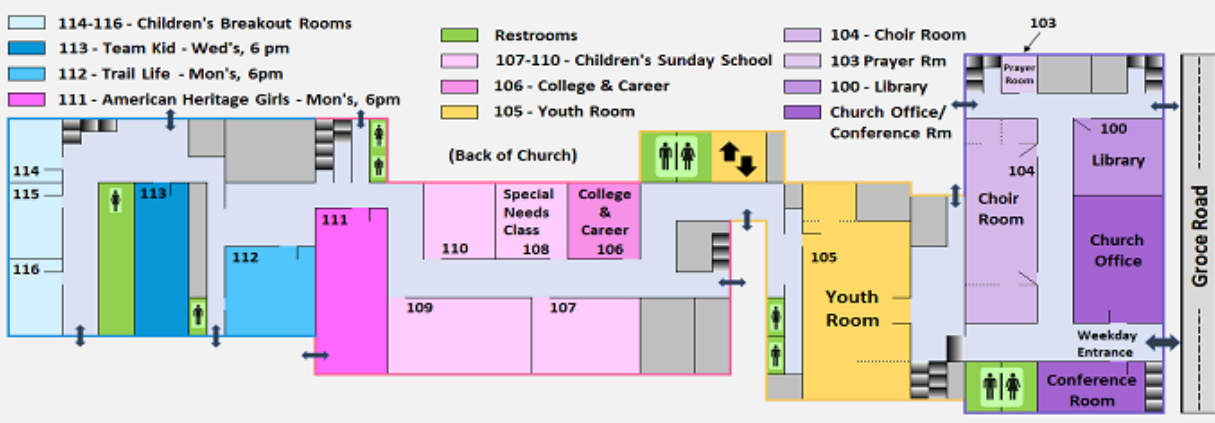 114-116 - Children's Breakout Rooms
113 - Team Kid - Wed's, 6 pm
112 - Trail Life - Mon's, 6pm
111 - American Heritage Girls - Mon's, 6pm
Restrooms
107-110 - Children's Sunday School
106 - College & Career
105 - Youth Room
104 - Choir Room
103 Prayer Rm
100 - Library
Church Office/
Conference Rm
(Back of Church)
103
Prayer
Room
114
115
116
113
112
111
110
Special
Needs
Class
108
College
&
Career
106
109
107
105
Youth
Room
104
Choir
Room
100
Library
Church
Office
Weekday
Entrance
Conference
Room
Groce Road